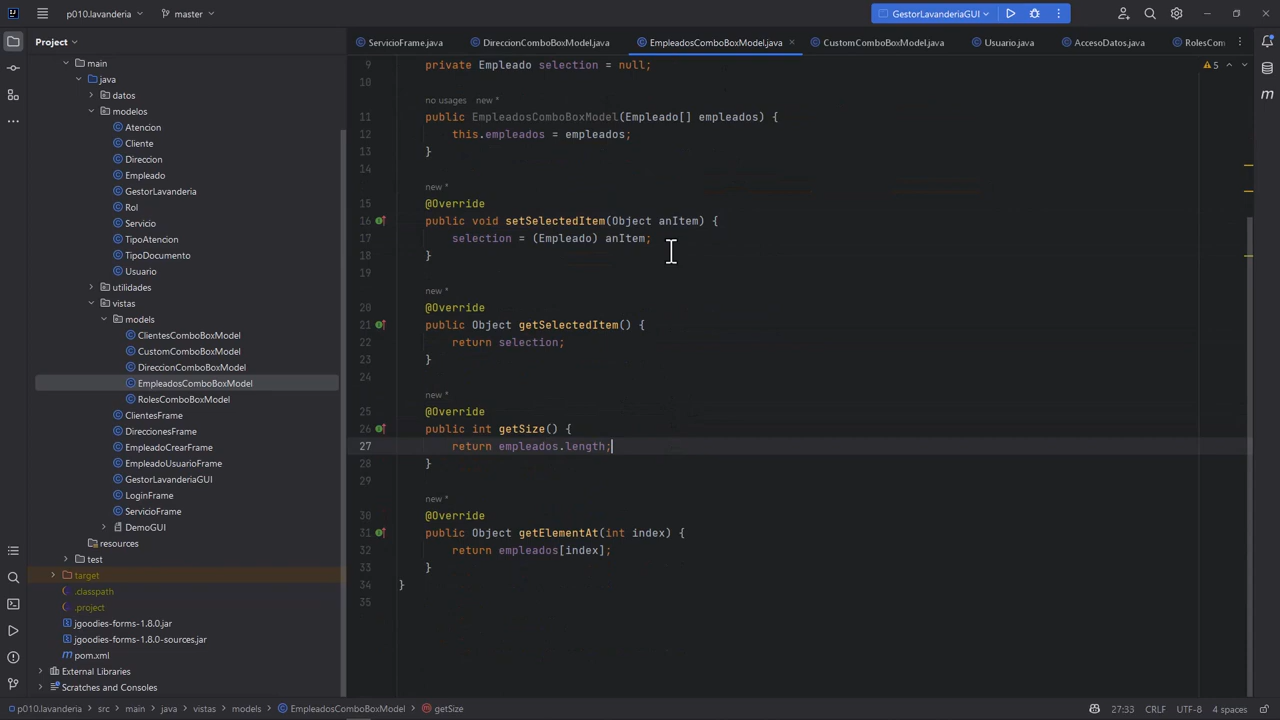 p010.lavanderia
master
GestorLavanderiaGUI
Project
ServicioFrame.java
DireccionComboBoxModel.java
EmpleadosComboBoxModel.java
CustomComboBoxModel.java
Usuario.java
AccesoDatos.java
RolesCom
main
java
datos
modelos
Atencion
Cliente
Direccion
Empleado
GestorLavanderia
Rol
Servicio
TipoAtencion
TipoDocumento
Usuario
utilidades
vistas
models
ClientesComboBoxModel
CustomComboBoxModel
DireccionComboBoxModel
EmpleadosComboBoxModel
RolesComboBoxModel
ClientesFrame
DireccionesFrame
EmpleadoCrearFrame
EmpleadoUsuarioFrame
GestorLavanderiaGUI
LoginFrame
ServicioFrame
DemoGUI
resources
test
target
.classpath
.project
jgoodies-forms-1.8.0.jar
jgoodies-forms-1.8.0-sources.jar
pom.xml
External Libraries
Scratches and Consoles
5
9 private Empleado selection = null;
10
no usages new *
11 public EmpleadosComboBoxModel(Empleado[] empleados) {
12 this.empleados = empleados;
13 }
14
new *
15 @Override
16 public void setSelectedItem(Object anItem) {
17 selection = (Empleado) anItem;
18 }
19
new *
20 @Override
21 public Object getSelectedItem() {
22 return selection;
23 }
24
new *
25 @Override
26 public int getSize() {
27 return empleados.length;
28 }
29
new *
30 @Override
31 public Object getElementAt(int index) {
32 return empleados[index];
33 }
34 }
35
p010.lavanderia > src > main > java > vistas > models > EmpleadosComboBoxModel > getSize
27:33 CRLF UTF-8 4 spaces